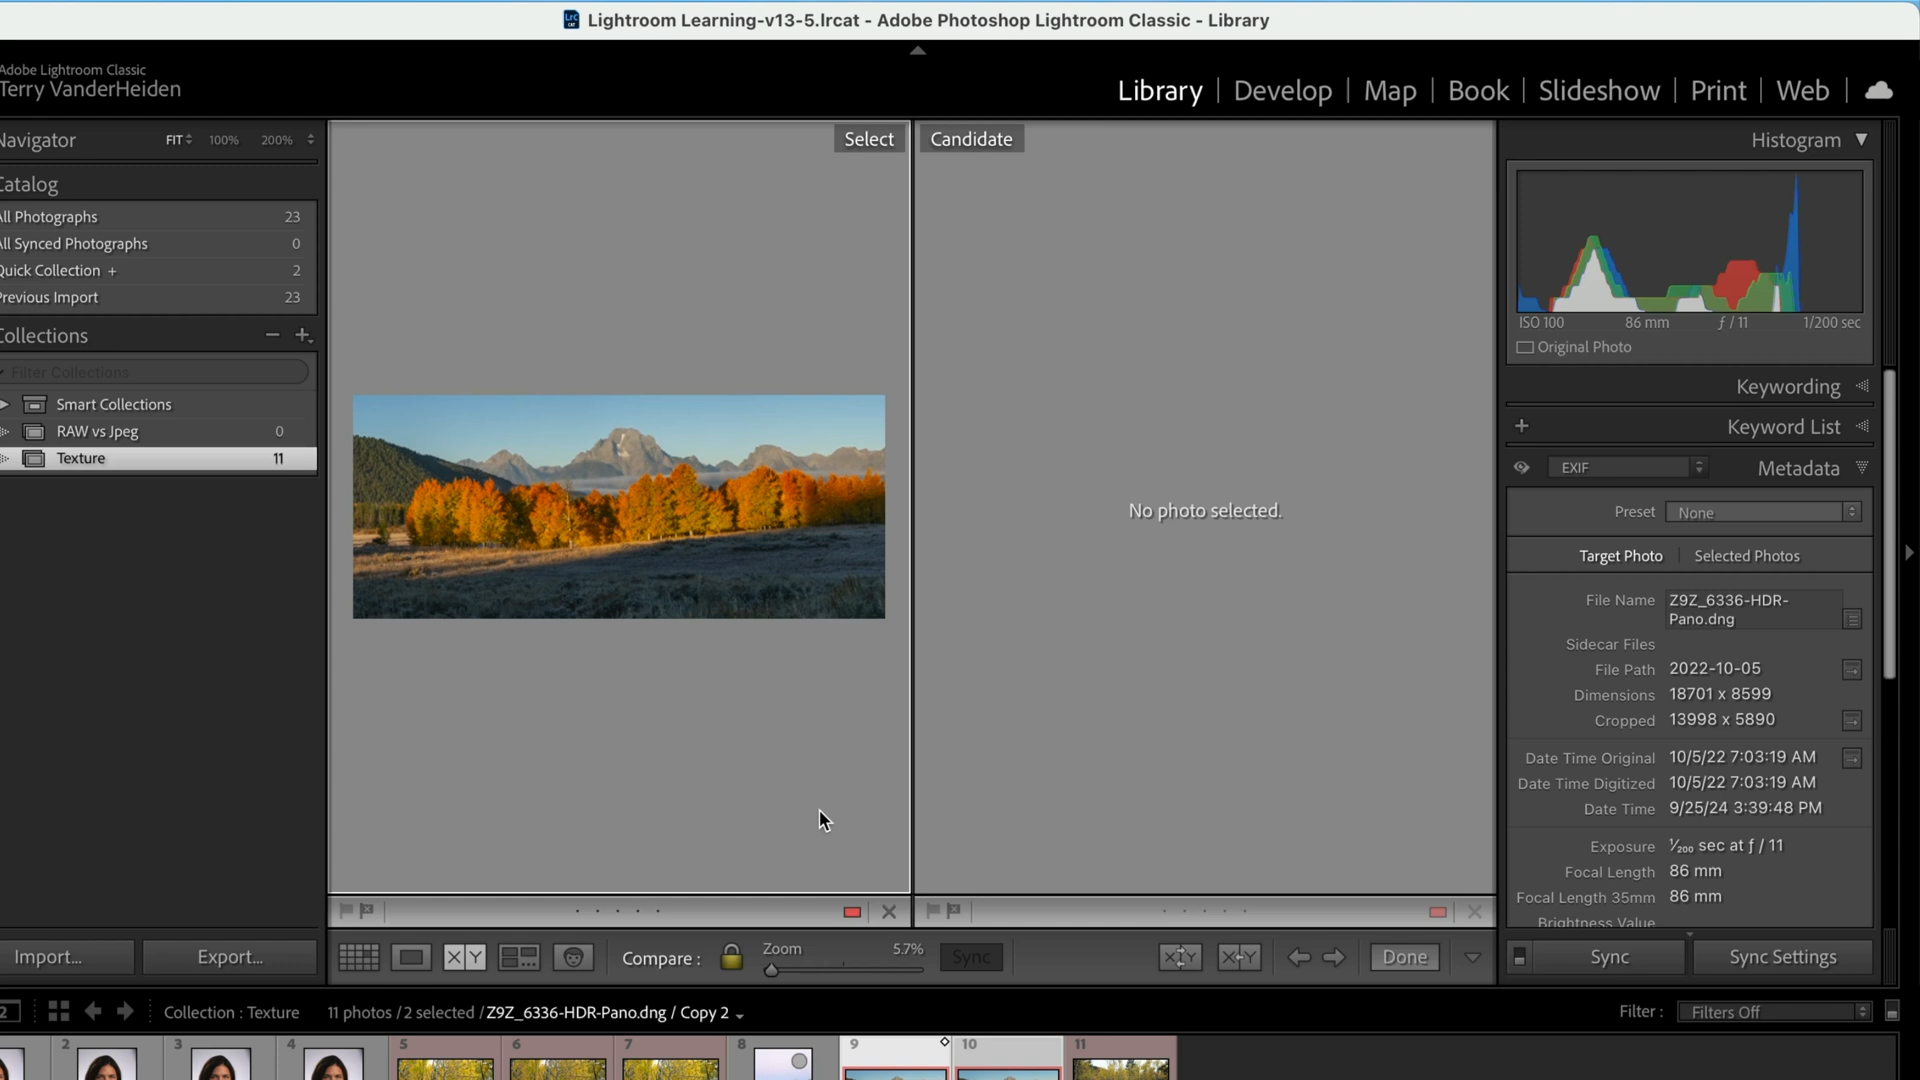 Lightroom Learning-v13-5.lrcat - Adobe Photoshop Lightroom Classic - Library
Adobe Lightroom Classic
Terry VanderHeiden
Library | Develop | Map | Book | Slideshow | Print | Web
Navigator FIT 100% 200%
Select
Candidate
Histogram
Catalog
All Photographs 23
All Synced Photographs 0
Quick Collection + 2
Previous Import 23
Collections
Filter Collections
Smart Collections
RAW vs Jpeg 0
Texture 11
No photo selected.
ISO 100 86 mm ƒ / 11 1/200 sec
Original Photo
Keywording
Keyword List
EXIF Metadata
Preset None
Target Photo Selected Photos
File Name Z9Z_6336-HDR-
Pano.dng
Sidecar Files
File Path 2022-10-05
Dimensions 18701 x 8599
Cropped 13998 x 5890
Date Time Original 10/5/22 7:03:19 AM
Date Time Digitized 10/5/22 7:03:19 AM
Date Time 9/25/24 3:39:48 PM
Exposure 1/200 sec at ƒ / 11
Focal Length 86 mm
Focal Length 35mm 86 mm
Brightness Value
Import... Export...
XY Compare : Zoom 5.7% Sync
X Y X Y Done
Sync Sync Settings
2 Collection : Texture 11 photos / 2 selected / Z9Z_6336-HDR-Pano.dng / Copy 2
Filter : Filters Off
2 3 4 5 6 7 8 9 10 11